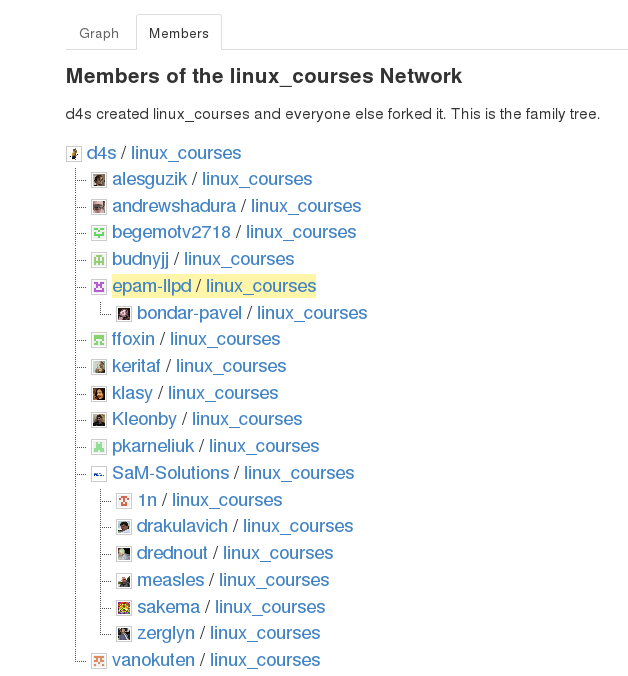 Graph Members
Members of the linux_courses Network
d4s created linux_courses and everyone else forked it. This is the family tree.
d4s / linux_courses
alesguzik / linux_courses
andrewshadura / linux_courses
begemotv2718 / linux_courses
budnyjj / linux_courses
epam-llpd / linux_courses
bondar-pavel / linux_courses
ffoxin / linux_courses
keritaf / linux_courses
klasy / linux_courses
Kleonby / linux_courses
pkarneliuk / linux_courses
SaM-Solutions / linux_courses
1n / linux_courses
drakulavich / linux_courses
drednout / linux_courses
measles / linux_courses
sakema / linux_courses
zerglyn / linux_courses
vanokuten / linux_courses